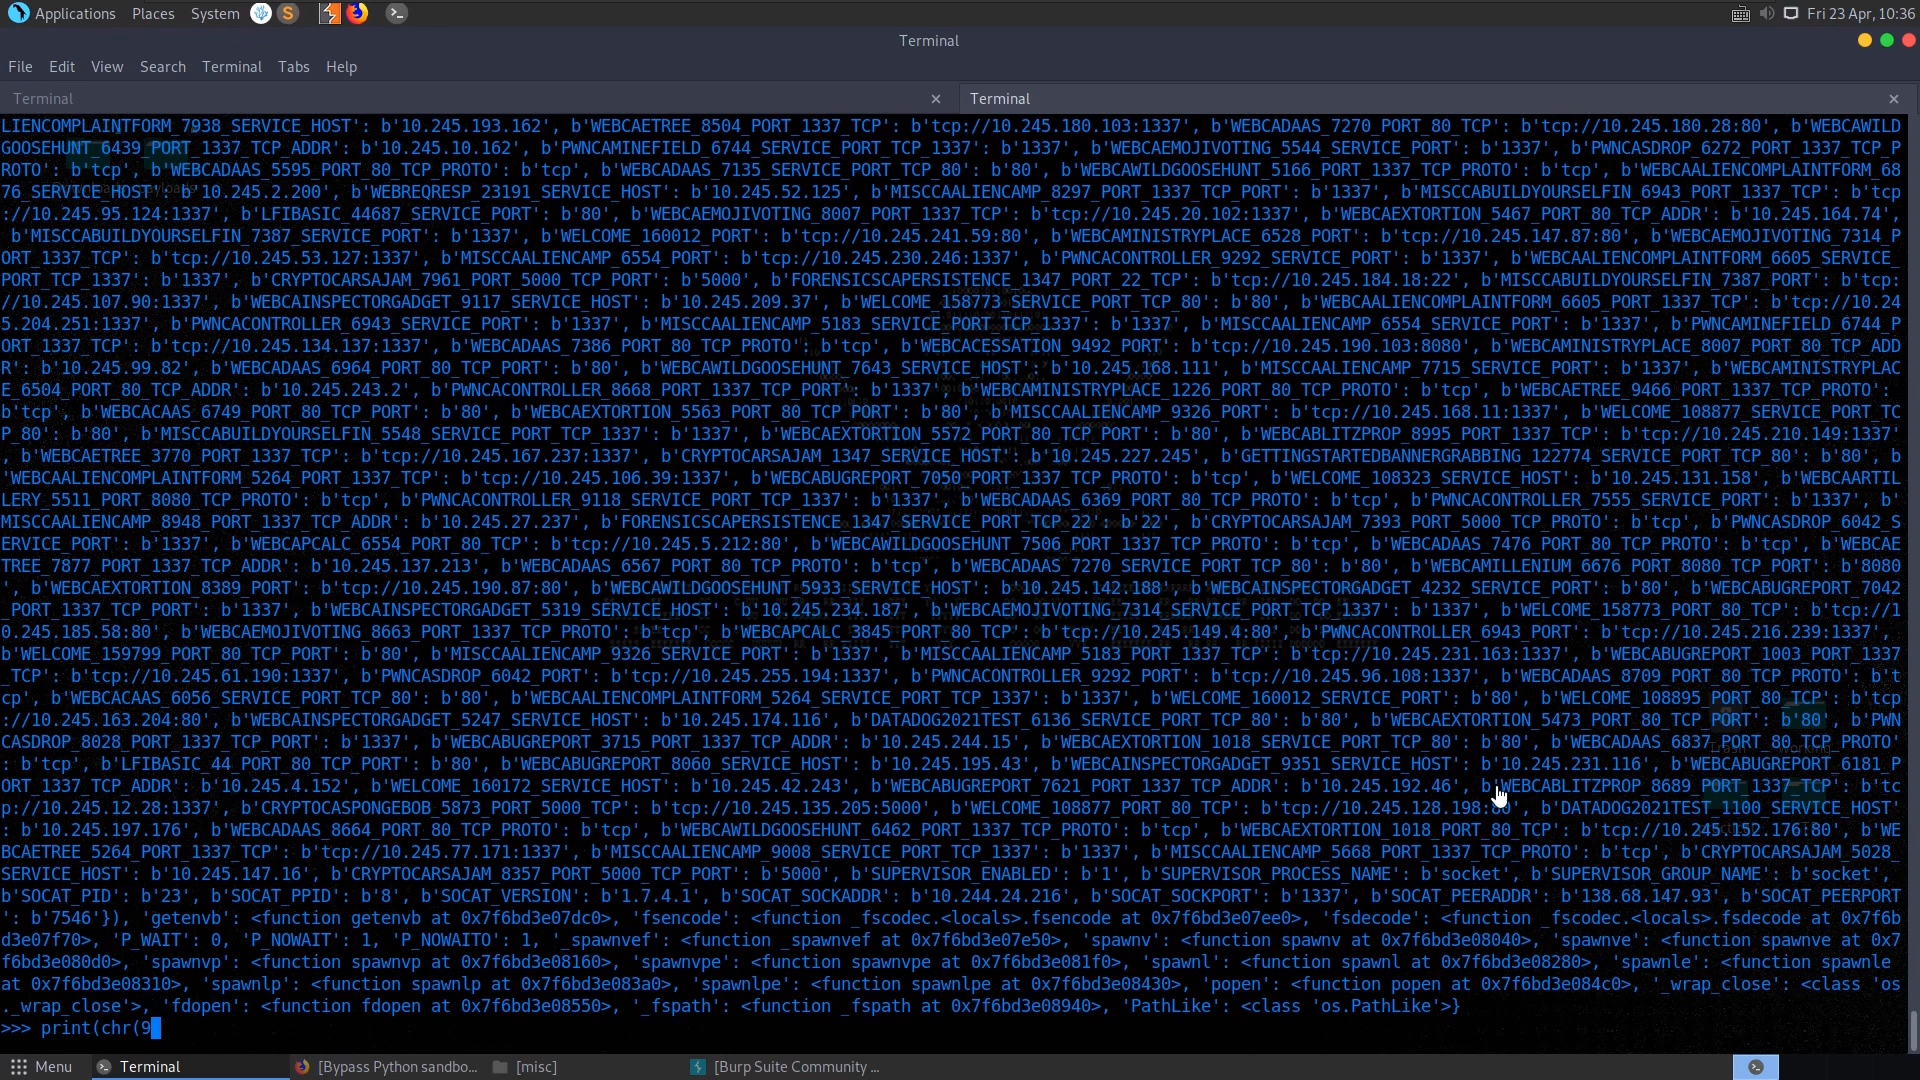 Applications Places System Fri 23 Apr, 10:36
Terminal
File Edit View Search Terminal Tabs Help
Terminal × Terminal ×
LIENCOMPLAINTFORM_7938_SERVICE_HOST': b'10.245.193.162', b'WEBCAETREE_8504_PORT_1337_TCP': b'tcp://10.245.180.103:1337', b'WEBCADAAS_7270_PORT_80_TCP': b'tcp://10.245.180.28:80', b'WEBCAWILD
GOOSEHUNT_6439_PORT_1337_TCP_ADDR': b'10.245.10.162', b'PWNCAMINEFIELD_6744_SERVICE_PORT_TCP_1337': b'1337', b'WEBCAEMOJIVOTING_5544_SERVICE_PORT': b'1337', b'PWNCASDROP_6272_PORT_1337_TCP_P
ROTO': b'tcp', b'WEBCADAAS_5595_PORT_80_TCP_PROTO': b'tcp', b'WEBCADAAS_7135_SERVICE_PORT_TCP_80': b'80', b'WEBCAWILDGOOSEHUNT_5166_PORT_1337_TCP_PROTO': b'tcp', b'WEBCAALIENCOMPLAINTFORM_68
76_SERVICE_HOST': b'10.245.2.200', b'WEBREQRESP_23191_SERVICE_HOST': b'10.245.52.125', b'MISCCAALIENCAMP_8297_PORT_1337_TCP_PORT': b'1337', b'MISCCABUILDYOURSELFIN_6943_PORT_1337_TCP': b'tcp
://10.245.95.124:1337', b'LFIBASIC_44687_SERVICE_PORT': b'80', b'WEBCAEMOJIVOTING_8007_PORT_1337_TCP': b'tcp://10.245.20.102:1337', b'WEBCAEXTORTION_5467_PORT_80_TCP_ADDR': b'10.245.164.74',
b'MISCCABUILDYOURSELFIN_7387_SERVICE_PORT': b'1337', b'WELCOME_160012_PORT': b'tcp://10.245.241.59:80', b'WEBCAMINISTRYPLACE_6528_PORT': b'tcp://10.245.147.87:80', b'WEBCAEMOJIVOTING_7314_P
ORT_1337_TCP': b'tcp://10.245.53.127:1337', b'MISCCAALIENCAMP_6554_PORT': b'tcp://10.245.230.246:1337', b'PWNCACONTROLLER_9292_SERVICE_PORT': b'1337', b'WEBCAALIENCOMPLAINTFORM_6605_SERVICE_
PORT_TCP_1337': b'1337', b'CRYPTOCARSAJAM_7961_PORT_5000_TCP_PORT': b'5000', b'FORENSICSCAPERSISTENCE_1347_PORT_22_TCP': b'tcp://10.245.184.18:22', b'MISCCABUILDYOURSELFIN_7387_PORT': b'tcp:
//10.245.107.90:1337', b'WEBCAINSPECTORGADGET_9117_SERVICE_HOST': b'10.245.209.37', b'WELCOME_158773_SERVICE_PORT_TCP_80': b'80', b'WEBCAALIENCOMPLAINTFORM_6605_PORT_1337_TCP': b'tcp://10.24
5.204.251:1337', b'PWNCACONTROLLER_6943_SERVICE_PORT': b'1337', b'MISCCAALIENCAMP_5183_SERVICE_PORT_TCP_1337': b'1337', b'MISCCAALIENCAMP_6554_SERVICE_PORT': b'1337', b'PWNCAMINEFIELD_6744_P
ORT_1337_TCP': b'tcp://10.245.134.137:1337', b'WEBCADAAS_7386_PORT_80_TCP_PROTO': b'tcp', b'WEBCACESSATION_9492_PORT': b'tcp://10.245.190.103:8080', b'WEBCAMINISTRYPLACE_8007_PORT_80_TCP_ADD
R': b'10.245.99.82', b'WEBCADAAS_6964_PORT_80_TCP_PORT': b'80', b'WEBCAWILDGOOSEHUNT_7643_SERVICE_HOST': b'10.245.168.111', b'MISCCAALIENCAMP_7715_SERVICE_PORT': b'1337', b'WEBCAMINISTRYPLAC
E_6504_PORT_80_TCP_ADDR': b'10.245.243.2', b'PWNCACONTROLLER_8668_PORT_1337_TCP_PORT': b'1337', b'WEBCAMINISTRYPLACE_1226_PORT_80_TCP_PROTO': b'tcp', b'WEBCAETREE_9466_PORT_1337_TCP_PROTO':
b'tcp', b'WEBCACAAS_6749_PORT_80_TCP_PORT': b'80', b'WEBCAEXTORTION_5563_PORT_80_TCP_PORT': b'80', b'MISCCAALIENCAMP_9326_PORT': b'tcp://10.245.168.11:1337', b'WELCOME_108877_SERVICE_PORT_TC
P_80': b'80', b'MISCCABUILDYOURSELFIN_5548_SERVICE_PORT_TCP_1337': b'1337', b'WEBCAEXTORTION_5572_PORT_80_TCP_PORT': b'80', b'WEBCABLITZPROP_8995_PORT_1337_TCP': b'tcp://10.245.210.149:1337'
, b'WEBCAETREE_3770_PORT_1337_TCP': b'tcp://10.245.167.237:1337', b'CRYPTOCARSAJAM_1347_SERVICE_HOST': b'10.245.227.245', b'GETTINGSTARTEDBANNERGRABBING_122774_SERVICE_PORT_TCP_80': b'80', b
'WEBCAALIENCOMPLAINTFORM_5264_PORT_1337_TCP': b'tcp://10.245.106.39:1337', b'WEBCABUGREPORT_7050_PORT_1337_TCP_PROTO': b'tcp', b'WELCOME_108323_SERVICE_HOST': b'10.245.131.158', b'WEBCAARTIL
LERY_5511_PORT_8080_TCP_PROTO': b'tcp', b'PWNCACONTROLLER_9118_SERVICE_PORT_TCP_1337': b'1337', b'WEBCADAAS_6369_PORT_80_TCP_PROTO': b'tcp', b'PWNCACONTROLLER_7555_SERVICE_PORT': b'1337', b'
MISCCAALIENCAMP_8948_PORT_1337_TCP_ADDR': b'10.245.27.237', b'FORENSICSCAPERSISTENCE_1347_SERVICE_PORT_TCP_22': b'22', b'CRYPTOCARSAJAM_7393_PORT_5000_TCP_PROTO': b'tcp', b'PWNCASDROP_6042_S
ERVICE_PORT': b'1337', b'WEBCAPCALC_6554_PORT_80_TCP': b'tcp://10.245.5.212:80', b'WEBCAWILDGOOSEHUNT_7506_PORT_1337_TCP_PROTO': b'tcp', b'WEBCADAAS_7476_PORT_80_TCP_PROTO': b'tcp', b'WEBCAE
TREE_7877_PORT_1337_TCP_ADDR': b'10.245.137.213', b'WEBCADAAS_6567_PORT_80_TCP_PROTO': b'tcp', b'WEBCADAAS_7270_SERVICE_PORT_TCP_80': b'80', b'WEBCAMILLENIUM_6676_PORT_8080_TCP_PORT': b'8080
', b'WEBCAEXTORTION_8389_PORT': b'tcp://10.245.190.87:80', b'WEBCAWILDGOOSEHUNT_5933_SERVICE_HOST': b'10.245.142.188', b'WEBCAINSPECTORGADGET_4232_SERVICE_PORT': b'80', b'WEBCABUGREPORT_7042
_PORT_1337_TCP_PORT': b'1337', b'WEBCAINSPECTORGADGET_5319_SERVICE_HOST': b'10.245.234.187', b'WEBCAEMOJIVOTING_7314_SERVICE_PORT_TCP_1337': b'1337', b'WELCOME_158773_PORT_80_TCP': b'tcp://1
0.245.185.58:80', b'WEBCAEMOJIVOTING_8663_PORT_1337_TCP_PROTO': b'tcp', b'WEBCAPCALC_3845_PORT_80_TCP': b'tcp://10.245.149.4:80', b'PWNCACONTROLLER_6943_PORT': b'tcp://10.245.216.239:1337',
b'WELCOME_159799_PORT_80_TCP_PORT': b'80', b'MISCCAALIENCAMP_9326_SERVICE_PORT': b'1337', b'MISCCAALIENCAMP_5183_PORT_1337_TCP': b'tcp://10.245.231.163:1337', b'WEBCABUGREPORT_1003_PORT_1337
_TCP': b'tcp://10.245.61.190:1337', b'PWNCASDROP_6042_PORT': b'tcp://10.245.255.194:1337', b'PWNCACONTROLLER_9292_PORT': b'tcp://10.245.96.108:1337', b'WEBCADAAS_8709_PORT_80_TCP_PROTO': b't
cp', b'WEBCACAAS_6056_SERVICE_PORT_TCP_80': b'80', b'WEBCAALIENCOMPLAINTFORM_5264_SERVICE_PORT_TCP_1337': b'1337', b'WELCOME_160012_SERVICE_PORT': b'80', b'WELCOME_108895_PORT_80_TCP': b'tcp
://10.245.163.204:80', b'WEBCAINSPECTORGADGET_5247_SERVICE_HOST': b'10.245.174.116', b'DATADOG2021TEST_6136_SERVICE_PORT_TCP_80': b'80', b'WEBCAEXTORTION_5473_PORT_80_TCP_PORT': b'80', b'PWN
CASDROP_8028_PORT_1337_TCP_PORT': b'1337', b'WEBCABUGREPORT_3715_PORT_1337_TCP_ADDR': b'10.245.244.15', b'WEBCAEXTORTION_1018_SERVICE_PORT_TCP_80': b'80', b'WEBCADAAS_6837_PORT_80_TCP_PROTO'
: b'tcp', b'LFIBASIC_44_PORT_80_TCP_PORT': b'80', b'WEBCABUGREPORT_8060_SERVICE_HOST': b'10.245.195.43', b'WEBCAINSPECTORGADGET_9351_SERVICE_HOST': b'10.245.231.116', b'WEBCABUGREPORT_6181_P
ORT_1337_TCP_ADDR': b'10.245.4.152', b'WELCOME_160172_SERVICE_HOST': b'10.245.42.243', b'WEBCABUGREPORT_7621_PORT_1337_TCP_ADDR': b'10.245.192.46', b'WEBCABLITZPROP_8689_PORT_1337_TCP': b'tc
p://10.245.12.28:1337', b'CRYPTOCASPONGEBOB_5873_PORT_5000_TCP': b'tcp://10.245.135.205:5000', b'WELCOME_108877_PORT_80_TCP': b'tcp://10.245.128.198:80', b'DATADOG2021TEST_1100_SERVICE_HOST'
: b'10.245.197.176', b'WEBCADAAS_8664_PORT_80_TCP_PROTO': b'tcp', b'WEBCAWILDGOOSEHUNT_6462_PORT_1337_TCP_PROTO': b'tcp', b'WEBCAEXTORTION_1018_PORT_80_TCP': b'tcp://10.245.152.176:80', b'WE
BCAETREE_5264_PORT_1337_TCP': b'tcp://10.245.77.171:1337', b'MISCCAALIENCAMP_9008_SERVICE_PORT_TCP_1337': b'1337', b'MISCCAALIENCAMP_5668_PORT_1337_TCP_PROTO': b'tcp', b'CRYPTOCARSAJAM_5028_
SERVICE_HOST': b'10.245.147.16', b'CRYPTOCARSAJAM_8357_PORT_5000_TCP_PORT': b'5000', b'SUPERVISOR_ENABLED': b'1', b'SUPERVISOR_PROCESS_NAME': b'socket', b'SUPERVISOR_GROUP_NAME': b'socket',
b'SOCAT_PID': b'23', b'SOCAT_PPID': b'8', b'SOCAT_VERSION': b'1.7.4.1', b'SOCAT_SOCKADDR': b'10.244.24.216', b'SOCAT_SOCKPORT': b'1337', b'SOCAT_PEERADDR': b'138.68.147.93', b'SOCAT_PEERPORT
': b'7546'}), 'getenvb': <function getenvb at 0x7f6bd3e07dc0>, 'fsencode': <function _fscodec.<locals>.fsencode at 0x7f6bd3e07ee0>, 'fsdecode': <function _fscodec.<locals>.fsdecode at 0x7f6b
d3e07f70>, 'P_WAIT': 0, 'P_NOWAIT': 1, 'P_NOWAITO': 1, '_spawnvef': <function _spawnvef at 0x7f6bd3e07e50>, 'spawnv': <function spawnv at 0x7f6bd3e08040>, 'spawnve': <function spawnve at 0x7
f6bd3e080d0>, 'spawnvp': <function spawnvp at 0x7f6bd3e08160>, 'spawnvpe': <function spawnvpe at 0x7f6bd3e081f0>, 'spawnl': <function spawnl at 0x7f6bd3e08280>, 'spawnle': <function spawnle
at 0x7f6bd3e08310>, 'spawnlp': <function spawnlp at 0x7f6bd3e083a0>, 'spawnlpe': <function spawnlpe at 0x7f6bd3e08430>, 'popen': <function popen at 0x7f6bd3e084c0>, '_wrap_close': <class 'os
._wrap_close'>, 'fdopen': <function fdopen at 0x7f6bd3e08550>, '_fspath': <function _fspath at 0x7f6bd3e08940>, 'PathLike': <class 'os.PathLike'>}
>>> print(chr(9
Menu Terminal [Bypass Python sandbo... [misc] [Burp Suite Community ...